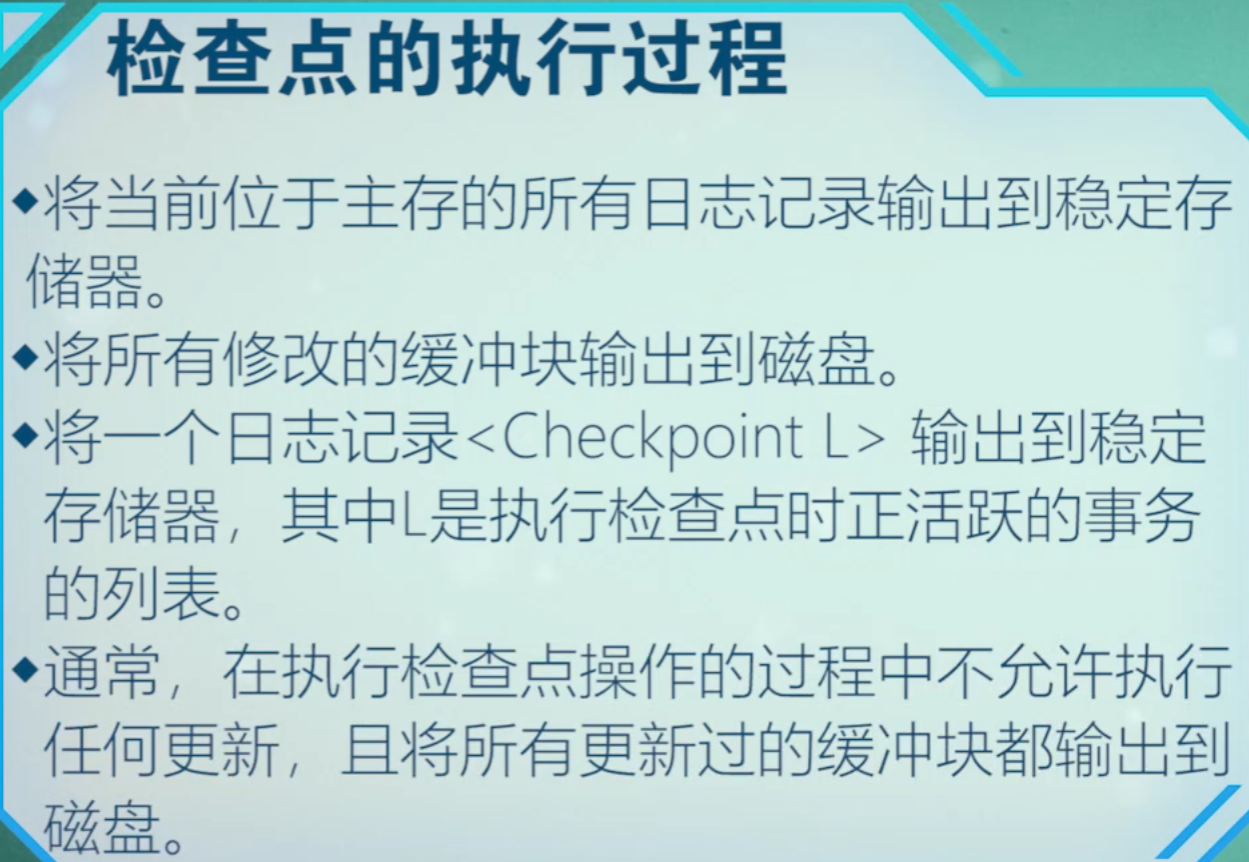 检查点的执行过程
◆将当前位于主存的所有日志记录输出到稳定存
储器。
◆将所有修改的缓冲块输出到磁盘。
◆将一个日志记录<Checkpoint L> 输出到稳定
存储器，其中L是执行检查点时正活跃的事务
的列表。
◆通常，在执行检查点操作的过程中不允许执行
任何更新，且将所有更新过的缓冲块都输出到
磁盘。